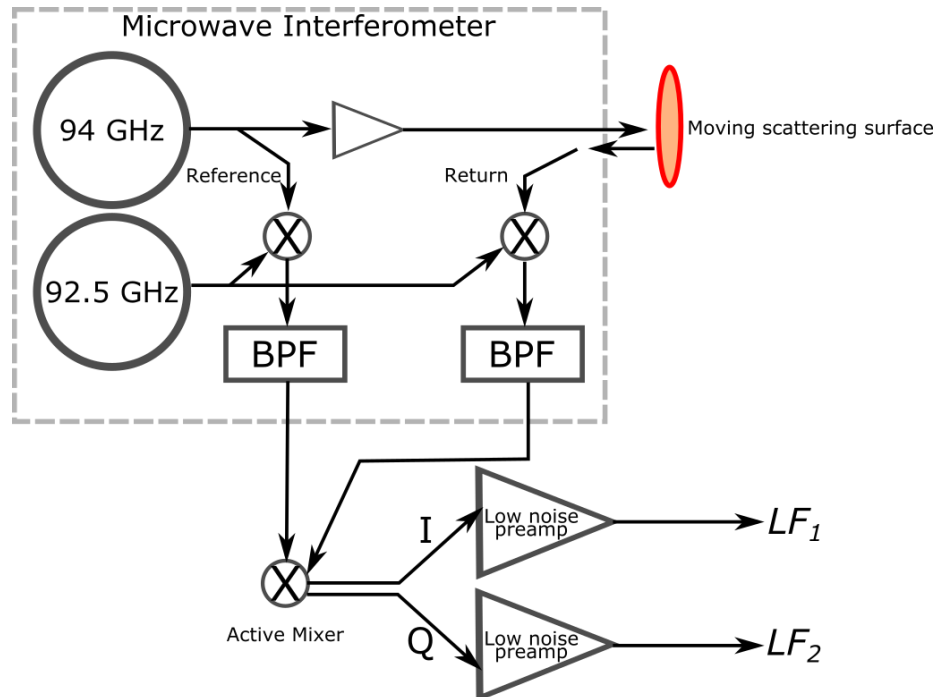 Microwave Interferometer
94 GHz
Moving scattering surface
Reference
Return
X
X
92.5 GHz
BPF
BPF
I
Low noise
preamp
LF₁
X
Active Mixer
Q
Low noise
preamp
LF₂